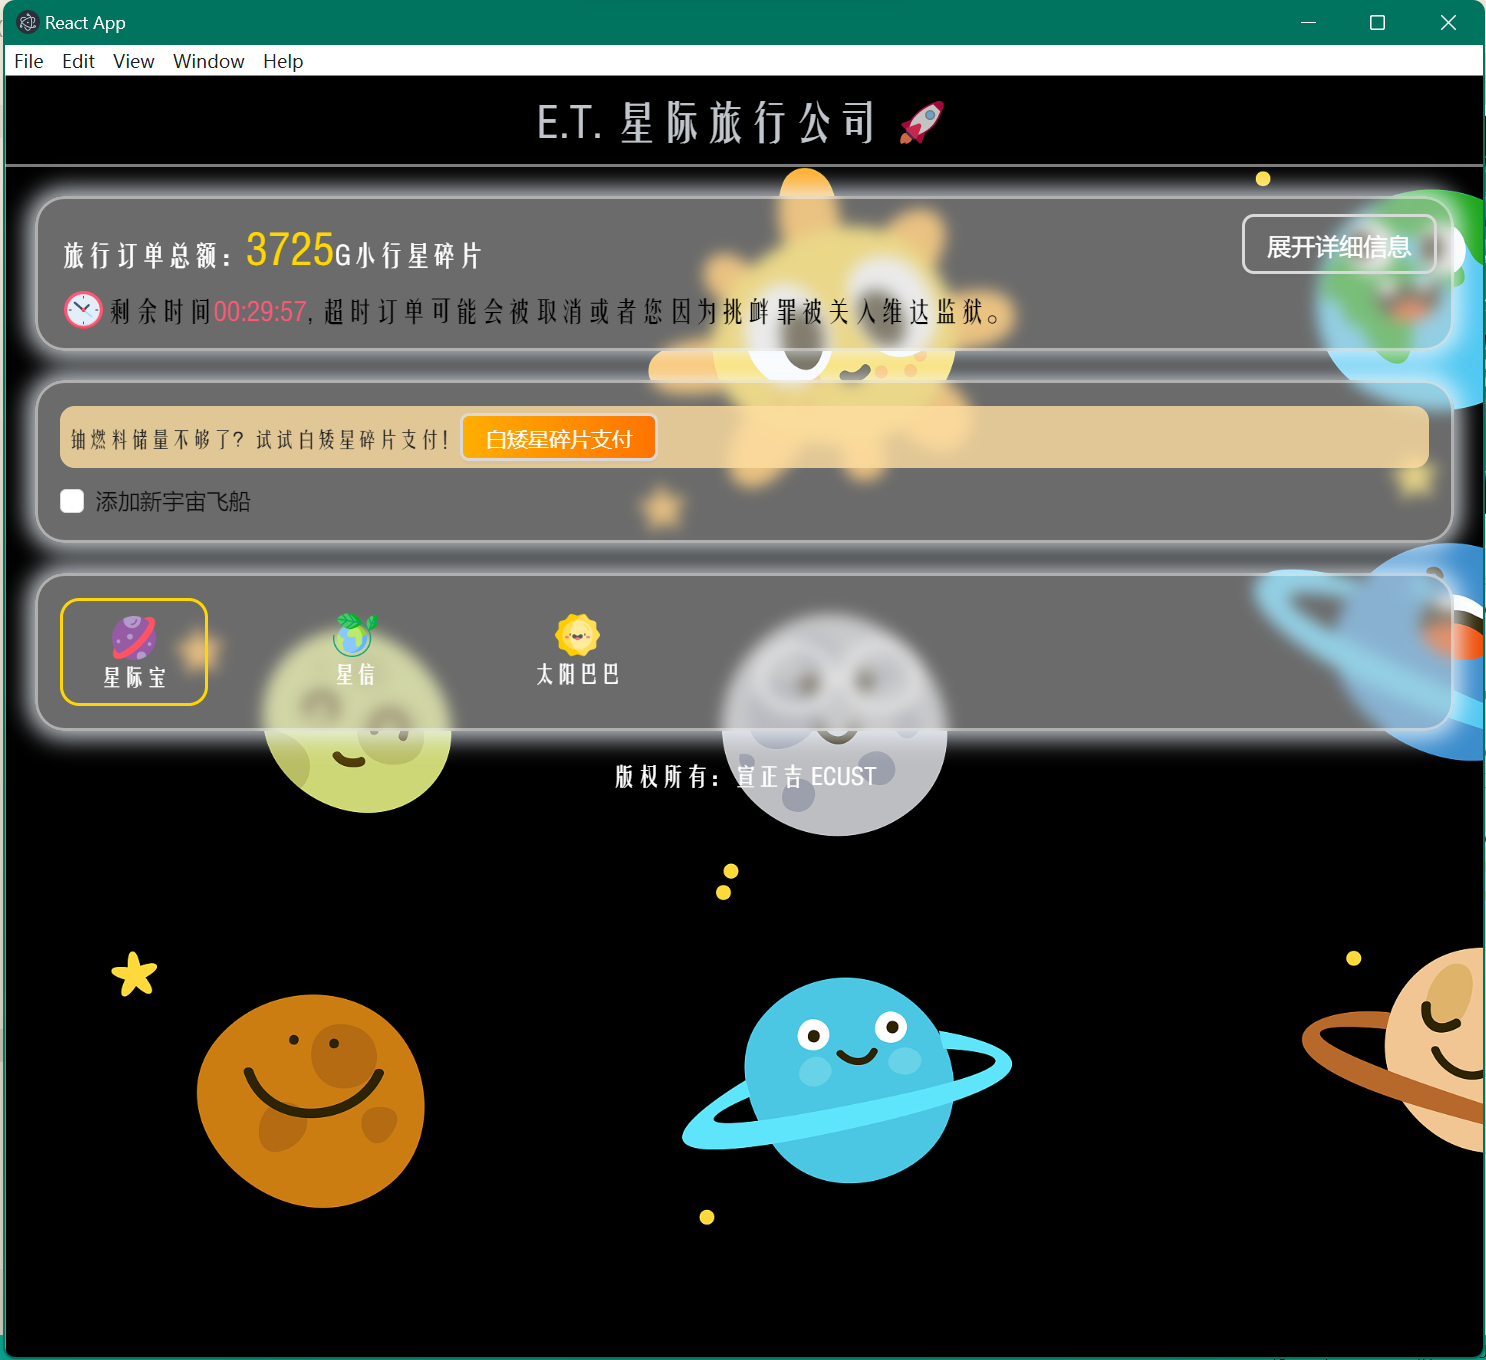 React App
File Edit View Window Help
E.T. 星际旅行公司 🚀
旅行订单总额：3725G小行星碎片
展开详细信息
剩余时间00:29:57, 超时订单可能会被取消或者您因为挑衅罪被关入维达监狱。
铀燃料储量不够了？试试白矮星碎片支付！ 白矮星碎片支付
添加新宇宙飞船
星际宝 星信 太阳巴巴
版权所有：宣正吉 ECUST